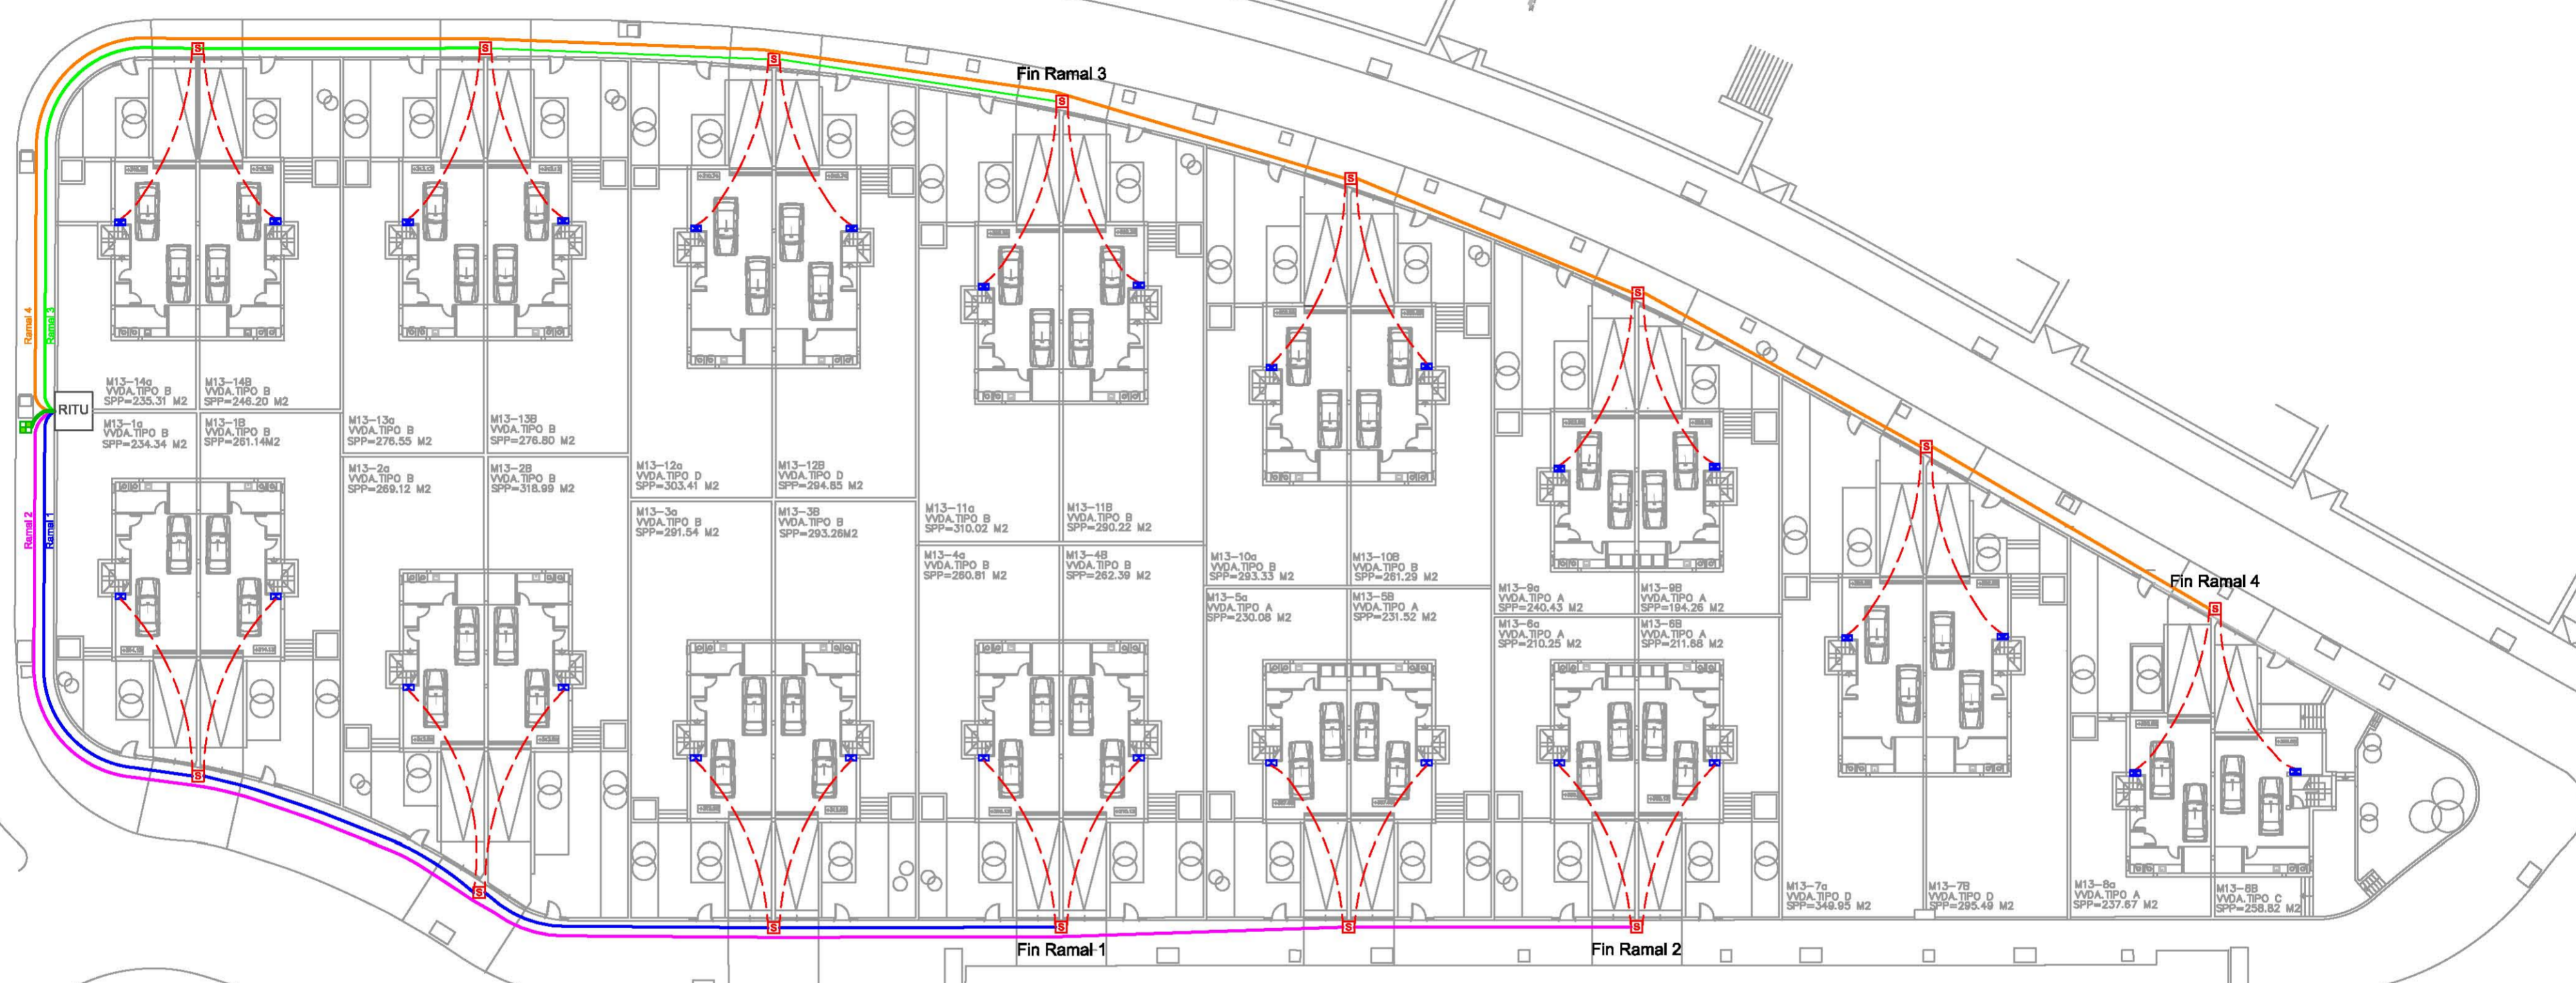 Fin Ramal 3
Ramal 4
Ramal 3
RITU
Ramal 2
Ramal 1
M13-14a
VVDA.TIPO B
SPP=235.31 M2
M13-14B
VVDA.TIPO B
SPP=246.20 M2
M13-1a
VVDA.TIPO B
SPP=234.34 M2
M13-1B
VVDA.TIPO B
SPP=261.14M2
M13-13a
VVDA.TIPO B
SPP=276.55 M2
M13-13B
VVDA.TIPO B
SPP=276.80 M2
M13-2a
VVDA.TIPO B
SPP=269.12 M2
M13-2B
VVDA.TIPO B
SPP=318.99 M2
M13-12a
VVDA.TIPO D
SPP=303.41 M2
M13-12B
VVDA.TIPO D
SPP=294.85 M2
M13-3a
VVDA.TIPO B
SPP=291.54 M2
M13-3B
VVDA.TIPO B
SPP=293.26M2
M13-11a
VVDA.TIPO B
SPP=310.02 M2
M13-11B
VVDA.TIPO B
SPP=290.22 M2
M13-4a
VVDA.TIPO B
SPP=260.81 M2
M13-4B
VVDA.TIPO B
SPP=262.39 M2
M13-10a
VVDA.TIPO B
SPP=293.33 M2
M13-10B
VVDA.TIPO B
SPP=261.29 M2
M13-5a
VVDA.TIPO A
SPP=230.08 M2
M13-5B
VVDA.TIPO A
SPP=231.52 M2
M13-9a
VVDA.TIPO A
SPP=240.43 M2
M13-9B
VVDA.TIPO A
SPP=194.26 M2
M13-6a
VVDA.TIPO A
SPP=210.25 M2
M13-6B
VVDA.TIPO A
SPP=211.68 M2
Fin Ramal 4
M13-7a
VVDA.TIPO D
SPP=349.95 M2
M13-7B
VVDA.TIPO D
SPP=295.49 M2
M13-8a
VVDA.TIPO A
SPP=237.67 M2
M13-8B
VVDA.TIPO C
SPP=258.82 M2
Fin Ramal 1
Fin Ramal 2
S
S
S
S
S
S
S
S
S
S
S
S
S
S